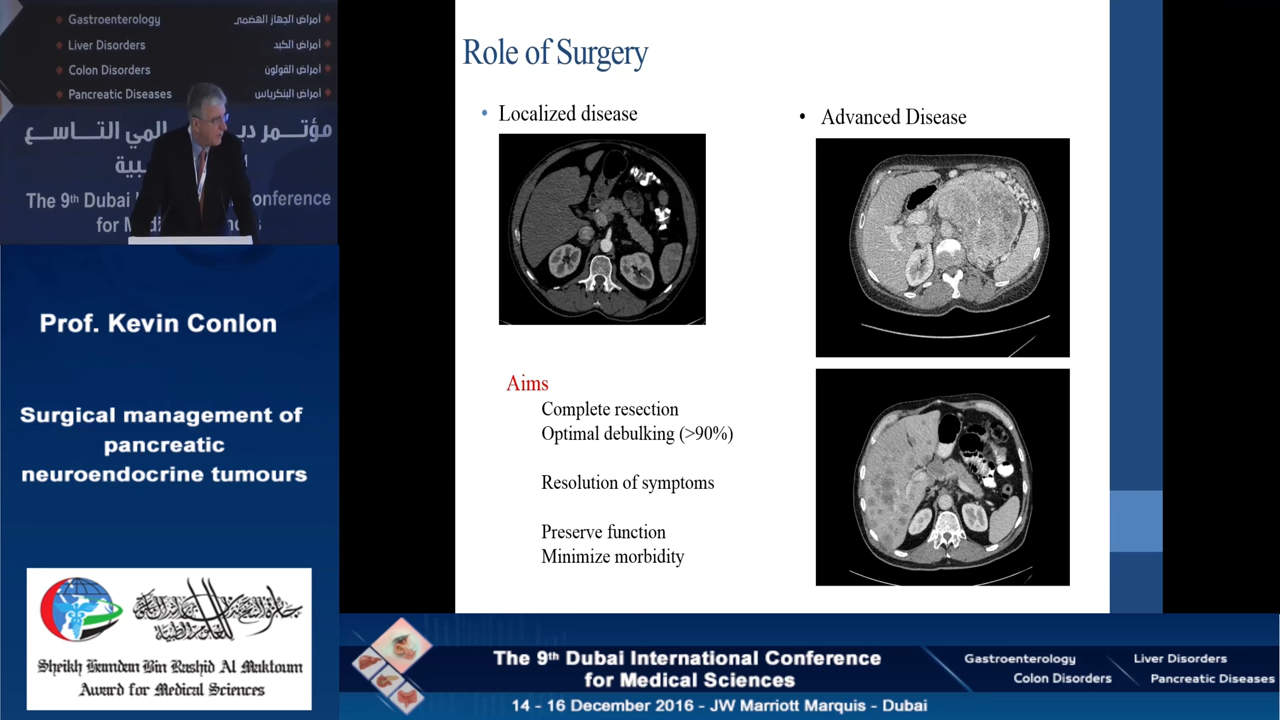 Gastroenterology
أمراض الجهاز الهضمي
Liver Disorders
أمراض الكبد
Colon Disorders
أمراض القولون
Pancreatic Diseases
أمراض البنكرياس
The 9th Dubai
onference
for Med
Prof. Kevin Conlon
Surgical management of
pancreatic
neuroendocrine tumours
Sheikh Hamdan Bin Rashid Al Maktoum
Award for Medical Sciences
Role of Surgery
• Localized disease
• Advanced Disease
Aims
Complete resection
Optimal debulking (>90%)
Resolution of symptoms
Preserve function
Minimize morbidity
The 9th Dubai International Conference
for Medical Sciences
14 - 16 December 2016 - JW Marriott Marquis - Dubai
Gastroenterology
Liver Disorders
Colon Disorders
Pancreatic Diseases